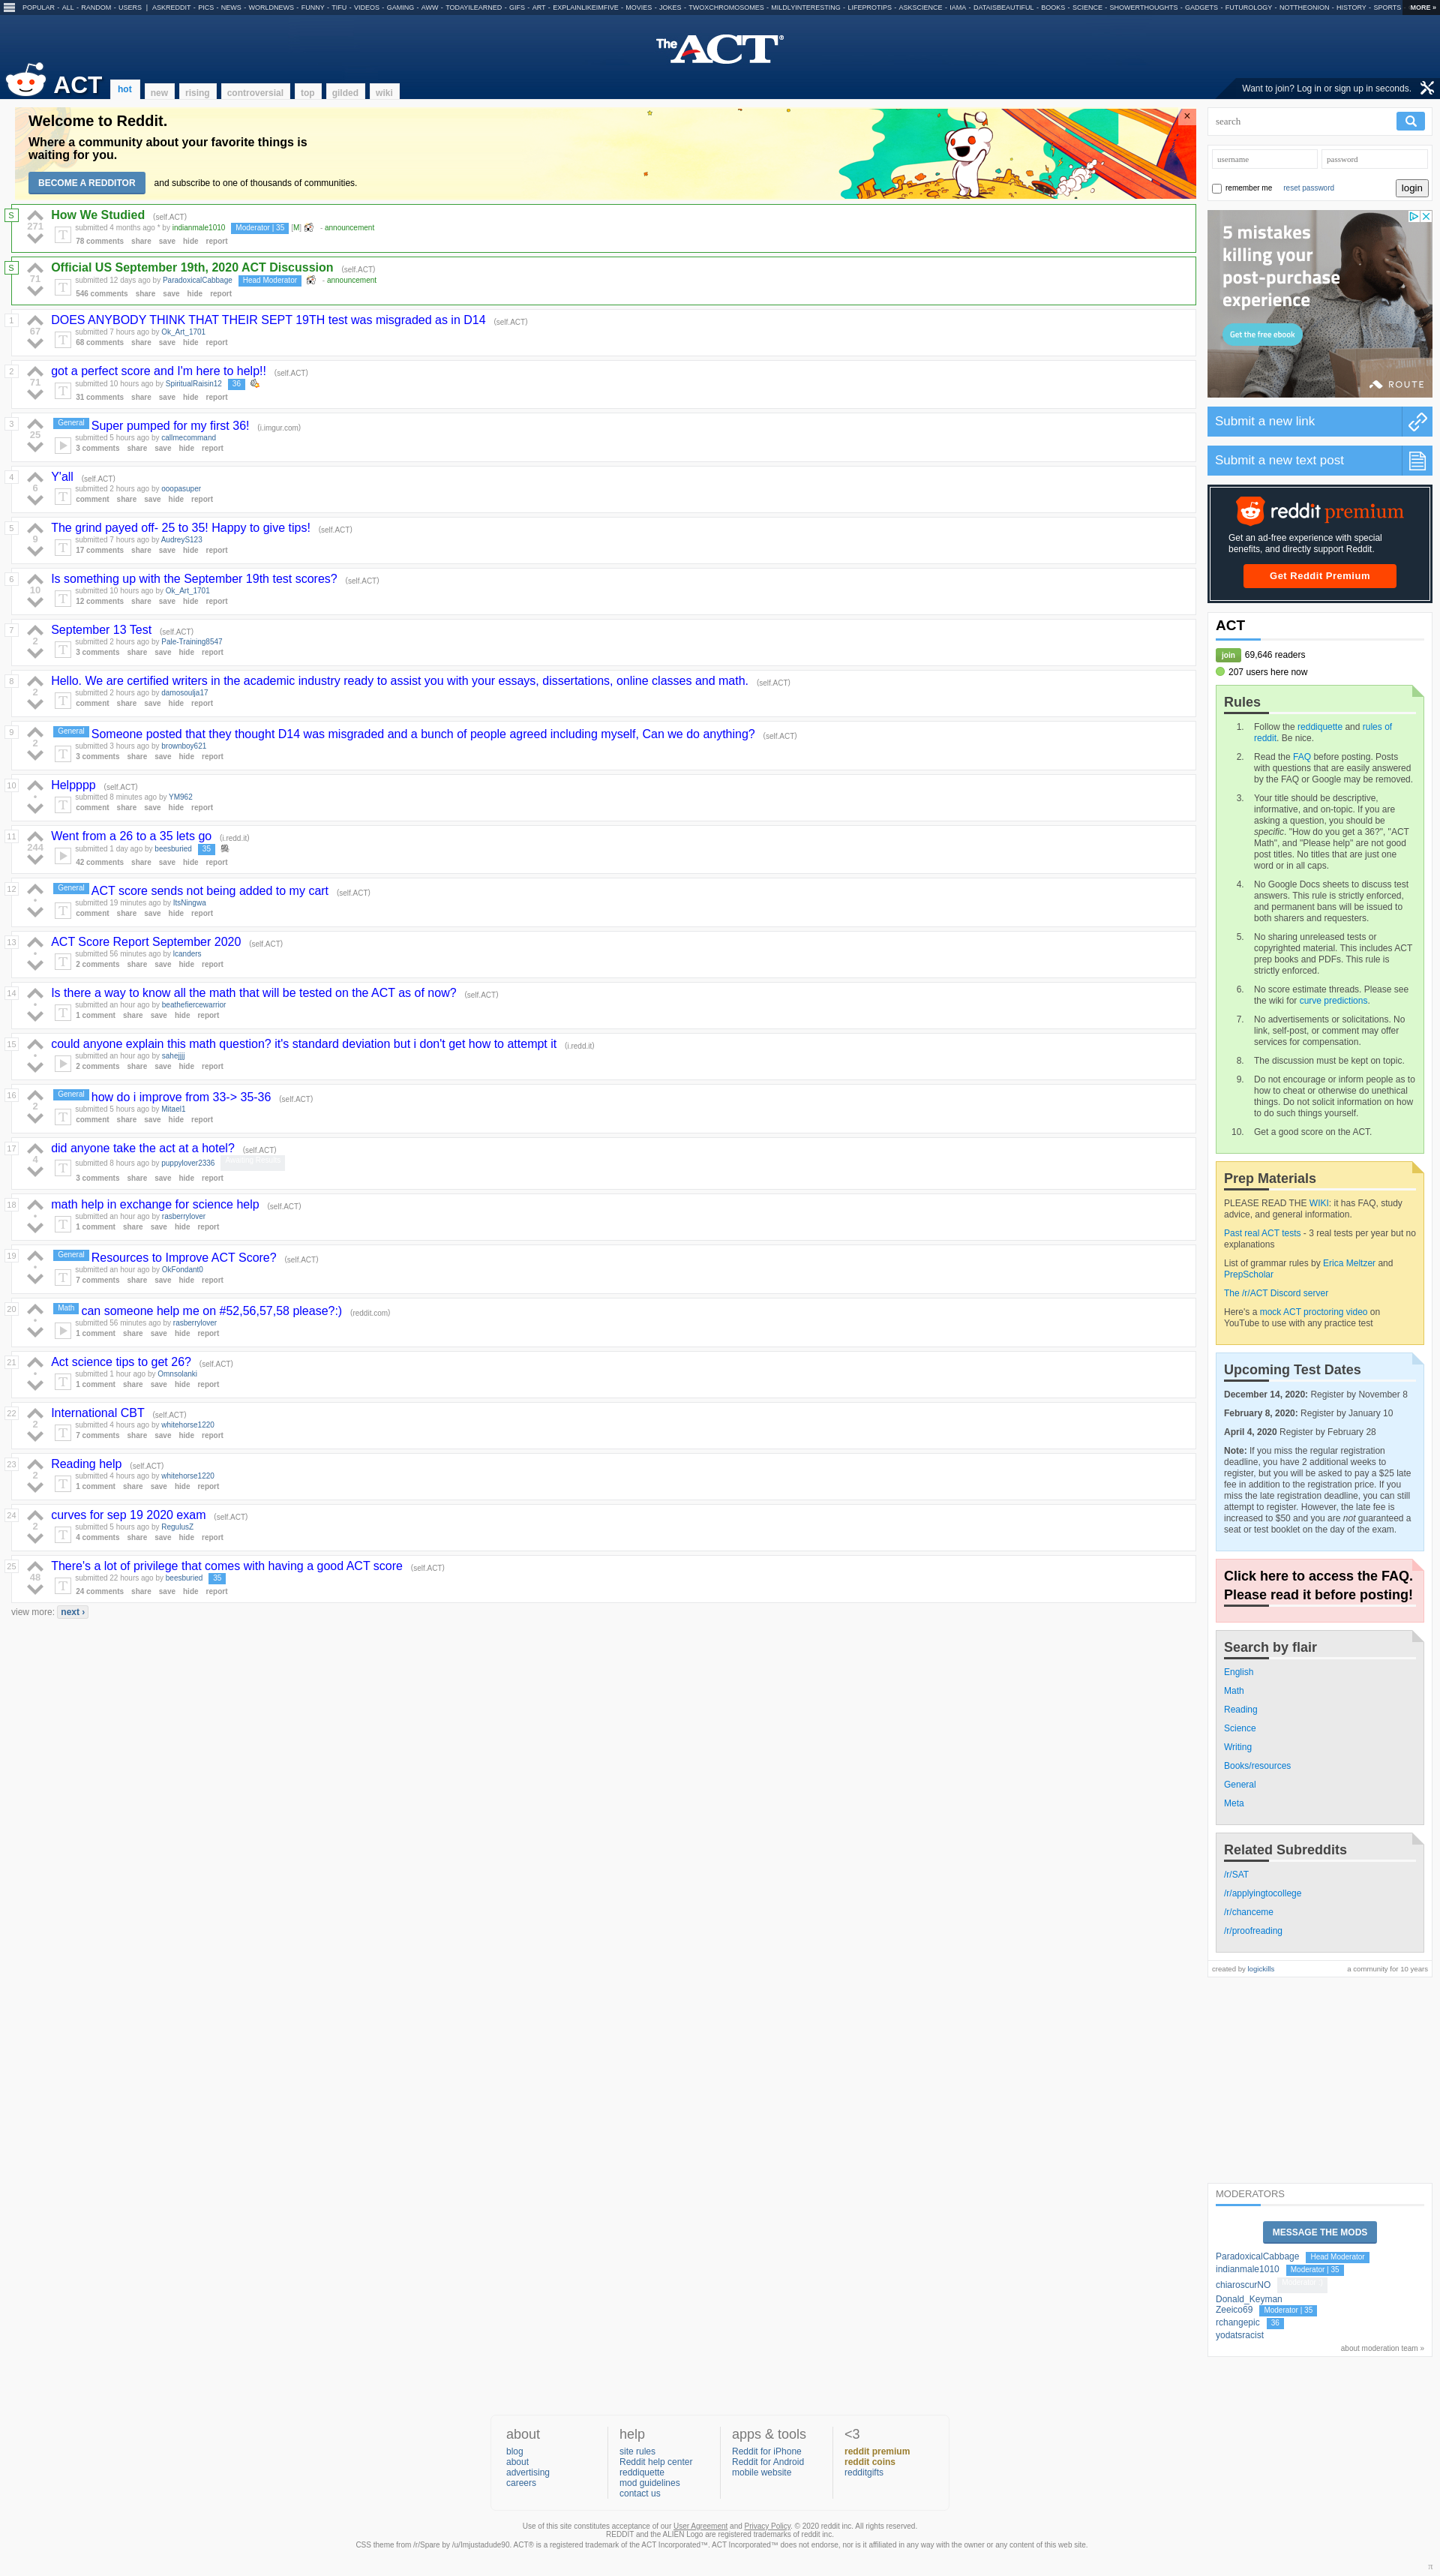 POPULAR - ALL - RANDOM - USERS | ASKREDDIT - PICS - NEWS - WORLDNEWS - FUNNY - TIFU - VIDEOS - GAMING - AWW - TODAYILEARNED - GIFS - ART - EXPLAINLIKEIMFIVE - MOVIES - JOKES - TWOXCHROMOSOMES - MILDLYINTERESTING - LIFEPROTIPS - ASKSCIENCE - IAMA - DATAISBEAUTIFUL - BOOKS - SCIENCE - SHOWERTHOUGHTS - GADGETS - FUTUROLOGY - NOTTHEONION - HISTORY - SPORTS MORE »
The ACT®
ACT hot new rising controversial top gilded wiki
Want to join? Log in or sign up in seconds.
Welcome to Reddit.
Where a community about your favorite things is
waiting for you.
BECOME A REDDITOR and subscribe to one of thousands of communities.
×
S
271
How We Studied (self.ACT)
submitted 4 months ago * by indianmale1010 Moderator | 35 [M] - announcement
78 comments share save hide report
S
71
Official US September 19th, 2020 ACT Discussion (self.ACT)
submitted 12 days ago by ParadoxicalCabbage Head Moderator - announcement
546 comments share save hide report
1
67
DOES ANYBODY THINK THAT THEIR SEPT 19TH test was misgraded as in D14 (self.ACT)
submitted 7 hours ago by Ok_Art_1701
68 comments share save hide report
2
71
got a perfect score and I'm here to help!! (self.ACT)
submitted 10 hours ago by SpiritualRaisin12 36
31 comments share save hide report
3
25
General Super pumped for my first 36! (i.imgur.com)
submitted 5 hours ago by callmecommand
3 comments share save hide report
4
6
Y'all (self.ACT)
submitted 2 hours ago by ooopasuper
comment share save hide report
5
9
The grind payed off- 25 to 35! Happy to give tips! (self.ACT)
submitted 7 hours ago by AudreyS123
17 comments share save hide report
6
10
Is something up with the September 19th test scores? (self.ACT)
submitted 10 hours ago by Ok_Art_1701
12 comments share save hide report
7
2
September 13 Test (self.ACT)
submitted 2 hours ago by Pale-Training8547
3 comments share save hide report
8
2
Hello. We are certified writers in the academic industry ready to assist you with your essays, dissertations, online classes and math. (self.ACT)
submitted 2 hours ago by damosoulja17
comment share save hide report
9
2
General Someone posted that they thought D14 was misgraded and a bunch of people agreed including myself, Can we do anything? (self.ACT)
submitted 3 hours ago by brownboy621
3 comments share save hide report
10
•
Helpppp (self.ACT)
submitted 8 minutes ago by YM962
comment share save hide report
11
244
Went from a 26 to a 35 lets go (i.redd.it)
submitted 1 day ago by beesburied 35
42 comments share save hide report
12
•
General ACT score sends not being added to my cart (self.ACT)
submitted 19 minutes ago by ItsNingwa
comment share save hide report
13
•
ACT Score Report September 2020 (self.ACT)
submitted 56 minutes ago by lcanders
2 comments share save hide report
14
•
Is there a way to know all the math that will be tested on the ACT as of now? (self.ACT)
submitted an hour ago by beathefiercewarrior
1 comment share save hide report
15
•
could anyone explain this math question? it's standard deviation but i don't get how to attempt it (i.redd.it)
submitted an hour ago by sahejjjj
2 comments share save hide report
16
2
General how do i improve from 33-> 35-36 (self.ACT)
submitted 5 hours ago by Mitael1
comment share save hide report
17
4
did anyone take the act at a hotel? (self.ACT)
submitted 8 hours ago by puppylover2336
3 comments share save hide report
18
•
math help in exchange for science help (self.ACT)
submitted an hour ago by rasberrylover
1 comment share save hide report
19
•
General Resources to Improve ACT Score? (self.ACT)
submitted an hour ago by OkFondant0
7 comments share save hide report
20
•
Math can someone help me on #52,56,57,58 please?:) (reddit.com)
submitted 56 minutes ago by rasberrylover
1 comment share save hide report
21
•
Act science tips to get 26? (self.ACT)
submitted 1 hour ago by Omnsolanki
1 comment share save hide report
22
2
International CBT (self.ACT)
submitted 4 hours ago by whitehorse1220
7 comments share save hide report
23
2
Reading help (self.ACT)
submitted 4 hours ago by whitehorse1220
1 comment share save hide report
24
2
curves for sep 19 2020 exam (self.ACT)
submitted 5 hours ago by RegulusZ
4 comments share save hide report
25
48
There's a lot of privilege that comes with having a good ACT score (self.ACT)
submitted 22 hours ago by beesburied 35
24 comments share save hide report
view more: next ›
search
username password
remember me reset password login
5 mistakes
killing your
post-purchase
experience
Get the free ebook
ROUTE
Submit a new link
Submit a new text post
reddit premium
Get an ad-free experience with special
benefits, and directly support Reddit.
Get Reddit Premium
ACT
join 69,646 readers
207 users here now
Rules
1. Follow the reddiquette and rules of
reddit. Be nice.
2. Read the FAQ before posting. Posts
with questions that are easily answered
by the FAQ or Google may be removed.
3. Your title should be descriptive,
informative, and on-topic. If you are
asking a question, you should be
specific. "How do you get a 36?", "ACT
Math", and "Please help" are not good
post titles. No titles that are just one
word or in all caps.
4. No Google Docs sheets to discuss test
answers. This rule is strictly enforced,
and permanent bans will be issued to
both sharers and requesters.
5. No sharing unreleased tests or
copyrighted material. This includes ACT
prep books and PDFs. This rule is
strictly enforced.
6. No score estimate threads. Please see
the wiki for curve predictions.
7. No advertisements or solicitations. No
link, self-post, or comment may offer
services for compensation.
8. The discussion must be kept on topic.
9. Do not encourage or inform people as to
how to cheat or otherwise do unethical
things. Do not solicit information on how
to do such things yourself.
10. Get a good score on the ACT.
Prep Materials
PLEASE READ THE WIKI: it has FAQ, study
advice, and general information.
Past real ACT tests - 3 real tests per year but no
explanations
List of grammar rules by Erica Meltzer and
PrepScholar
The /r/ACT Discord server
Here's a mock ACT proctoring video on
YouTube to use with any practice test
Upcoming Test Dates
December 14, 2020: Register by November 8
February 8, 2020: Register by January 10
April 4, 2020 Register by February 28
Note: If you miss the regular registration
deadline, you have 2 additional weeks to
register, but you will be asked to pay a $25 late
fee in addition to the registration price. If you
miss the late registration deadline, you can still
attempt to register. However, the late fee is
increased to $50 and you are not guaranteed a
seat or test booklet on the day of the exam.
Click here to access the FAQ.
Please read it before posting!
Search by flair
English
Math
Reading
Science
Writing
Books/resources
General
Meta
Related Subreddits
/r/SAT
/r/applyingtocollege
/r/chanceme
/r/proofreading
created by logickills a community for 10 years
MODERATORS
MESSAGE THE MODS
ParadoxicalCabbage Head Moderator
indianmale1010 Moderator | 35
chiaroscurNO
Donald_Keyman
Zeeico69 Moderator | 35
rchangepic 36
yodatsracist
about moderation team »
about
blog
about
advertising
careers
help
site rules
Reddit help center
reddiquette
mod guidelines
contact us
apps & tools
Reddit for iPhone
Reddit for Android
mobile website
<3
reddit premium
reddit coins
redditgifts
Use of this site constitutes acceptance of our User Agreement and Privacy Policy. © 2020 reddit inc. All rights reserved.
REDDIT and the ALIEN Logo are registered trademarks of reddit inc.
CSS theme from /r/Spare by /u/Imjustadude90. ACT® is a registered trademark of the ACT Incorporated™. ACT Incorporated™ does not endorse, nor is it affiliated in any way with the owner or any content of this web site.
π